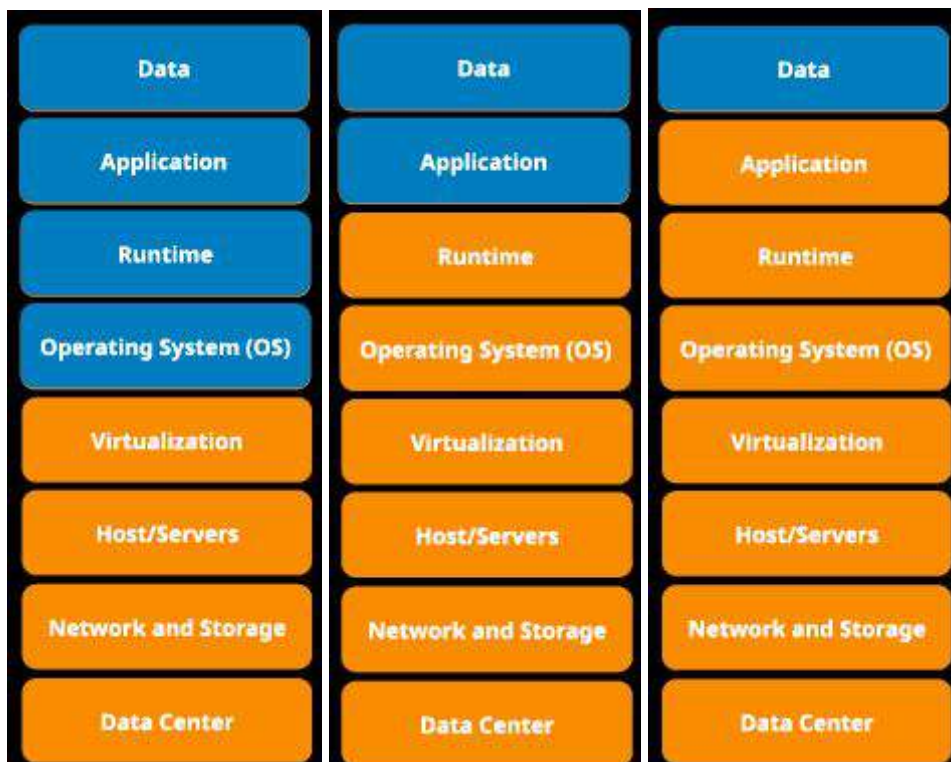 Data
Application
Runtime
Operating System (OS)
Virtualization
Host/Servers
Network and Storage
Data Center
Data
Application
Runtime
Operating System (OS)
Virtualization
Host/Servers
Network and Storage
Data Center
Data
Application
Runtime
Operating System (OS)
Virtualization
Host/Servers
Network and Storage
Data Center